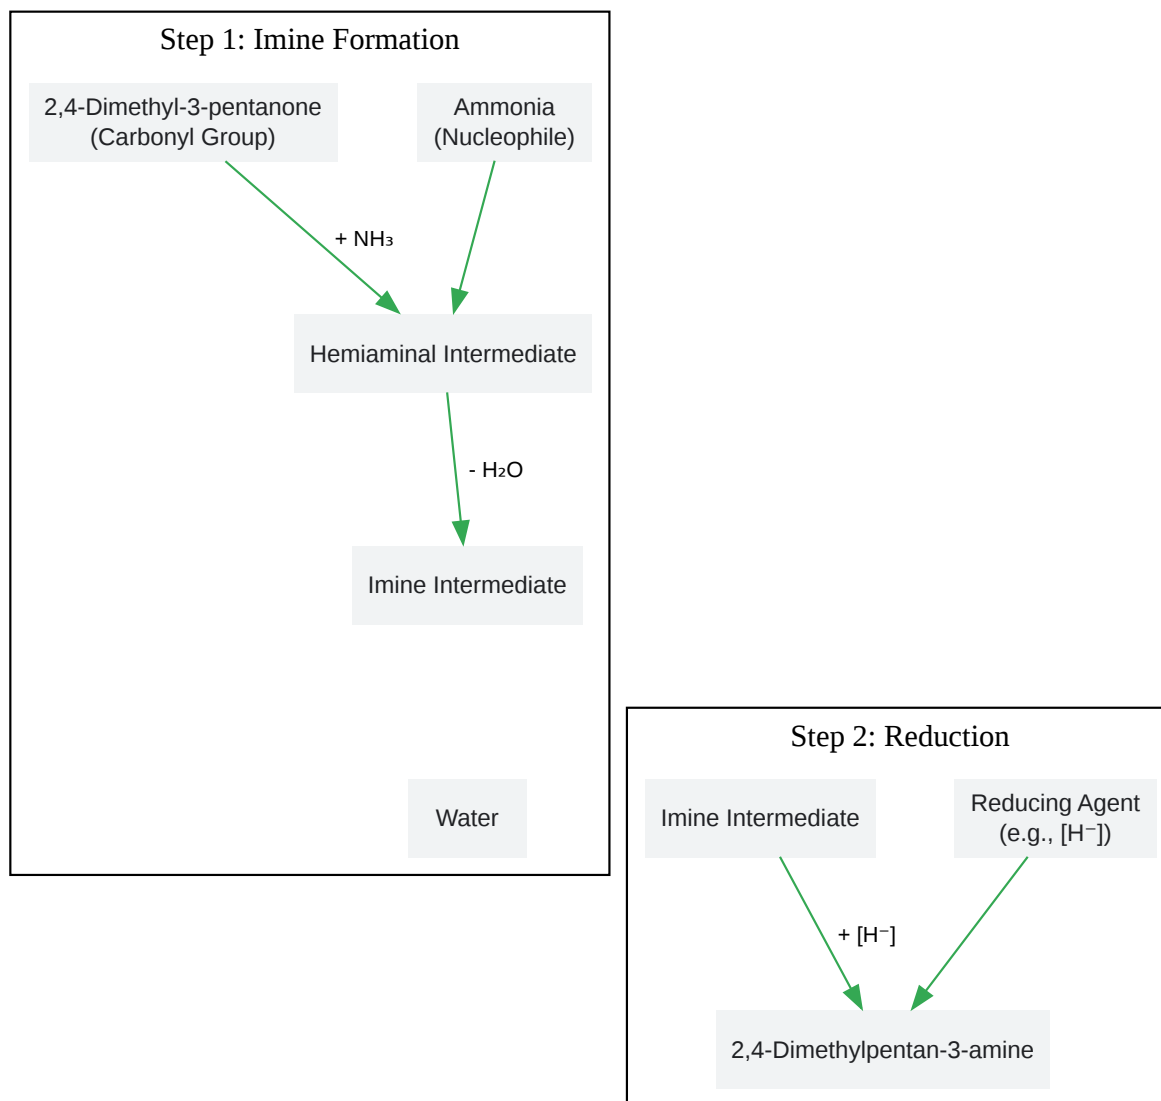 Step 1: Imine Formation
2,4-Dimethyl-3-pentanone
(Carbonyl Group)
Ammonia
(Nucleophile)
+ NH₃
Hemiaminal Intermediate
- H₂O
Imine Intermediate
Water
Step 2: Reduction
Imine Intermediate
Reducing Agent
(e.g., [H⁻])
+ [H⁻]
2,4-Dimethylpentan-3-amine